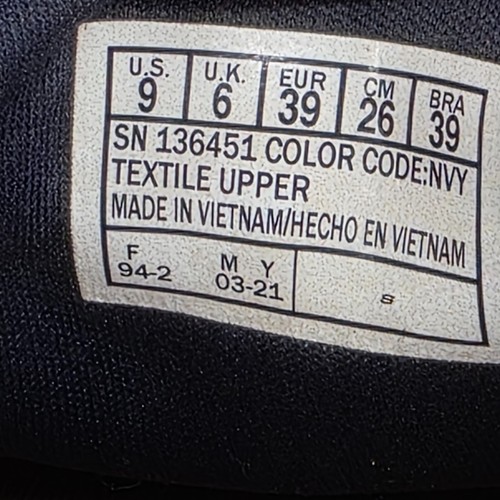 U.S. U.K. EUR CM BRA
9 6 39 26 39
SN 136451 COLOR CODE:NVY
TEXTILE UPPER
MADE IN VIETNAM/HECHO EN VIETNAM
F M Y
94-2 03-21 s